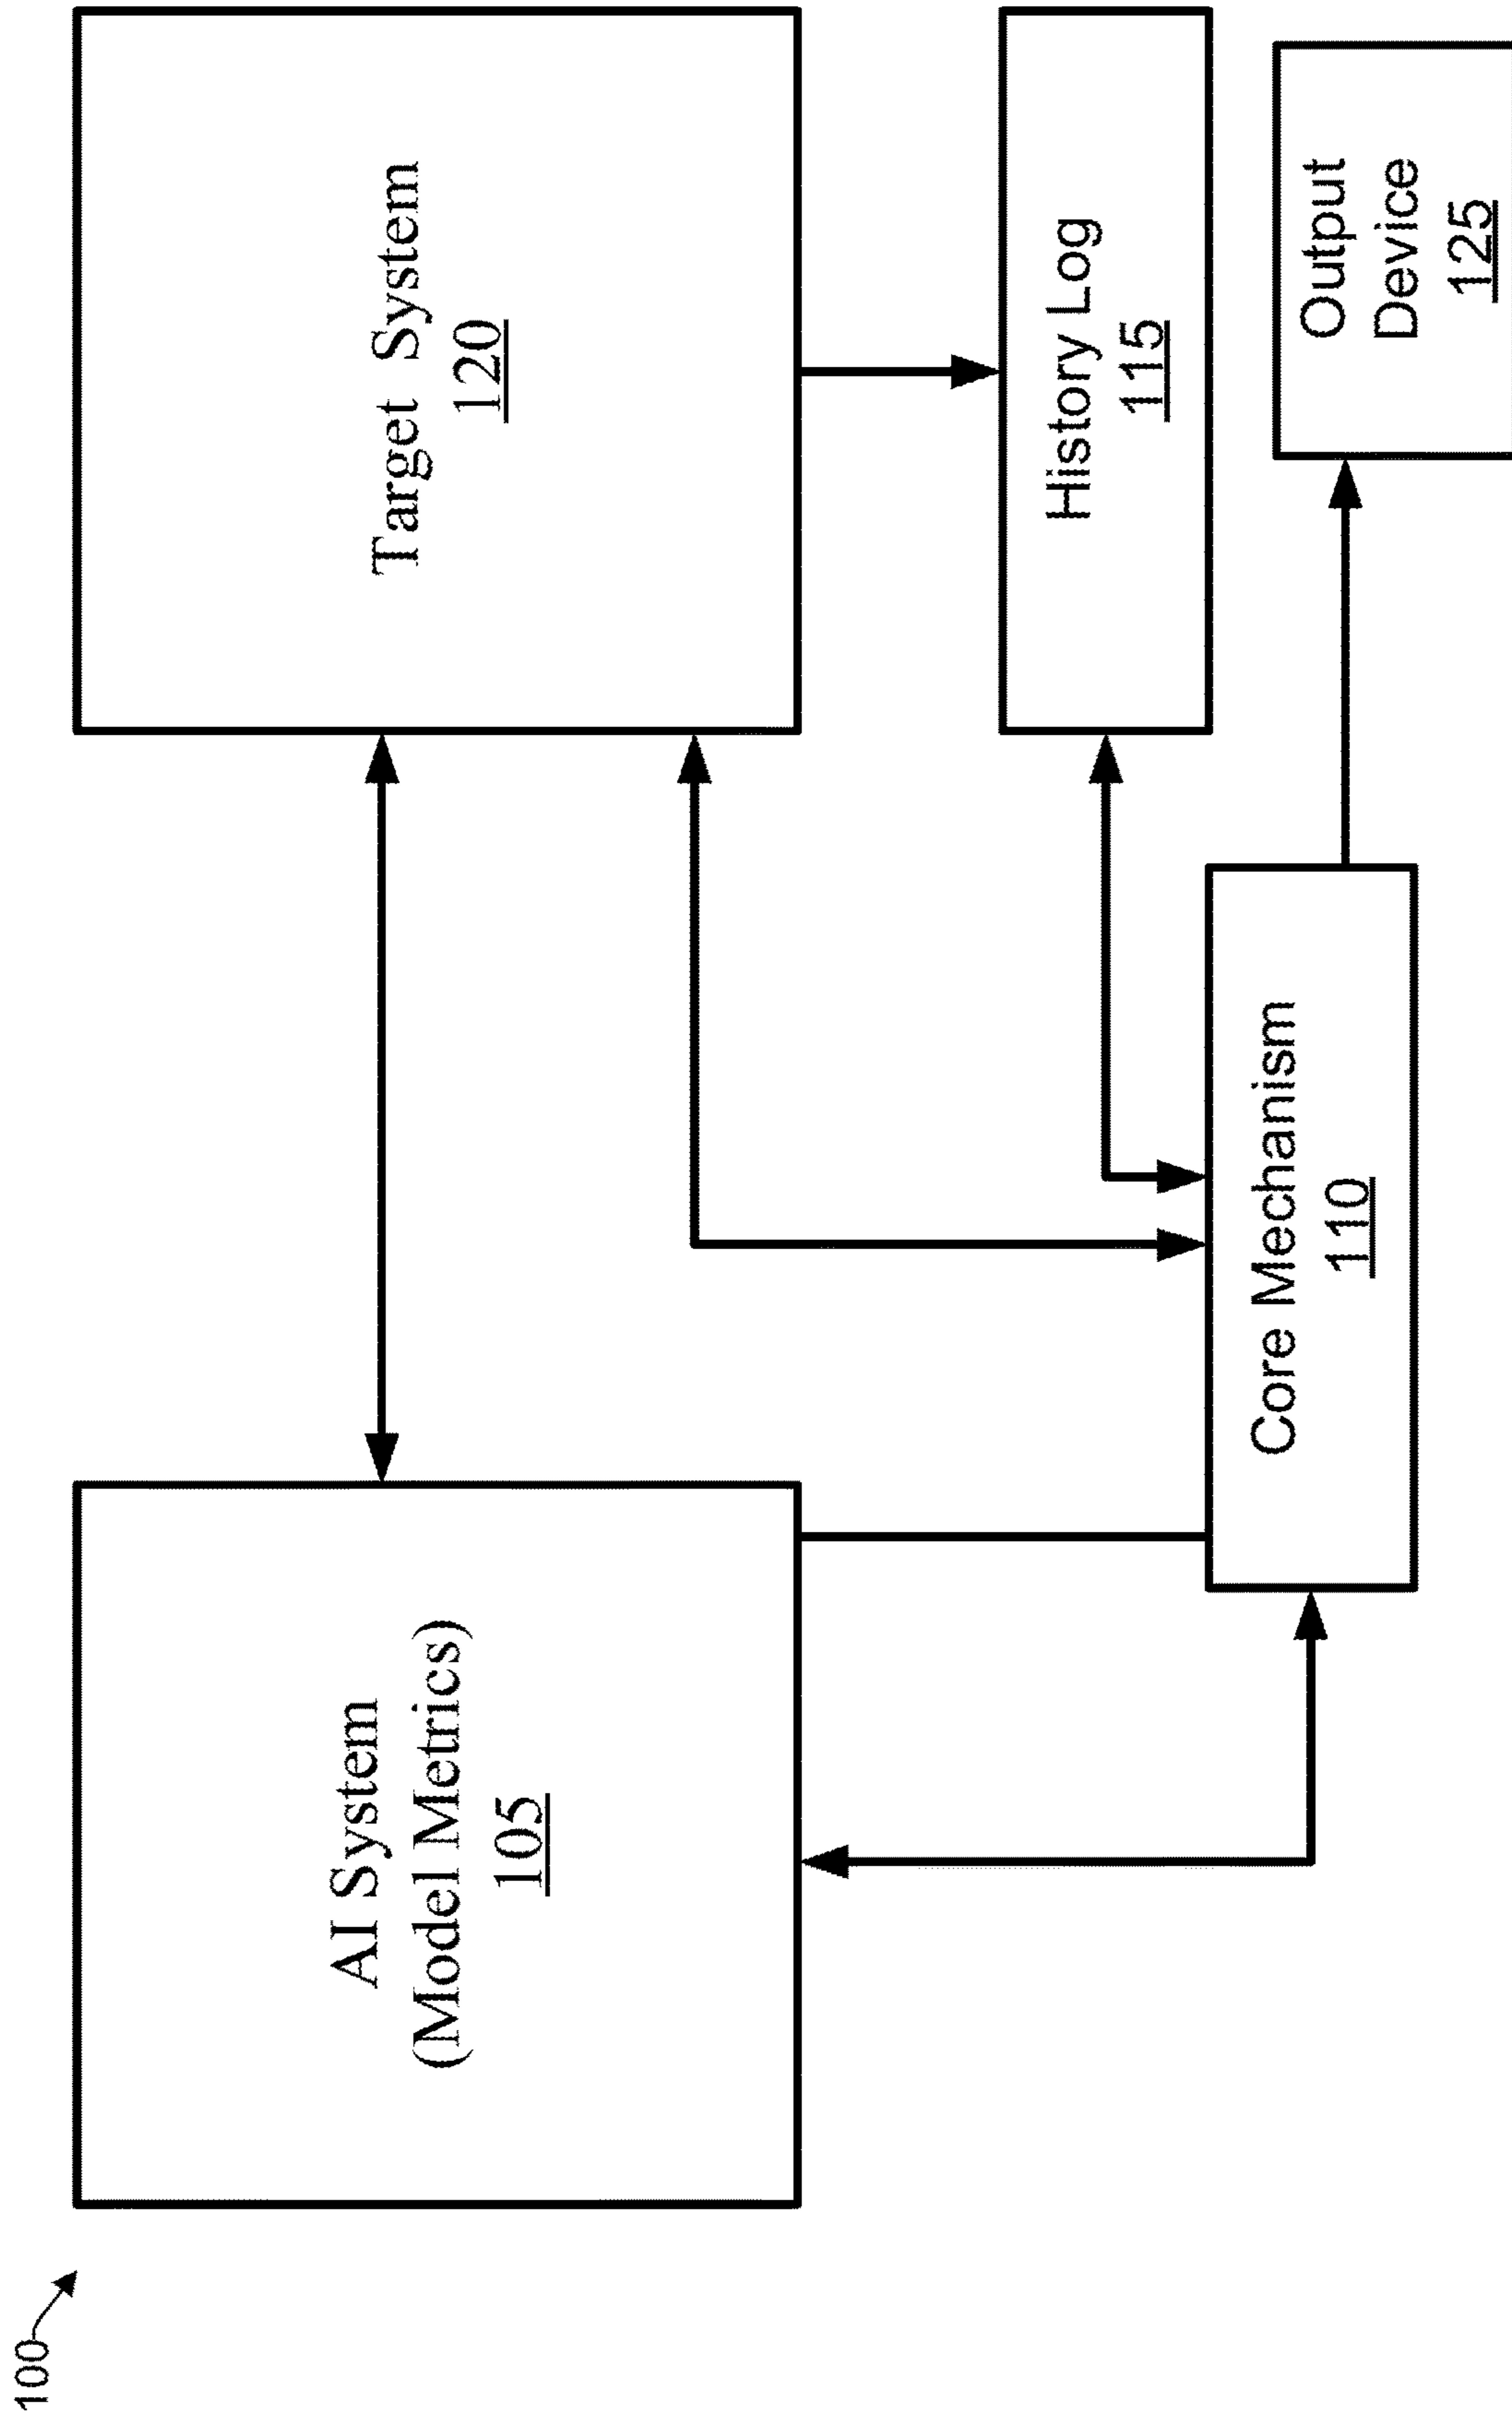 100
AI System
(Model Metrics)
105
Target System
120
History Log
115
Core Mechanism
110
Output
Device
125